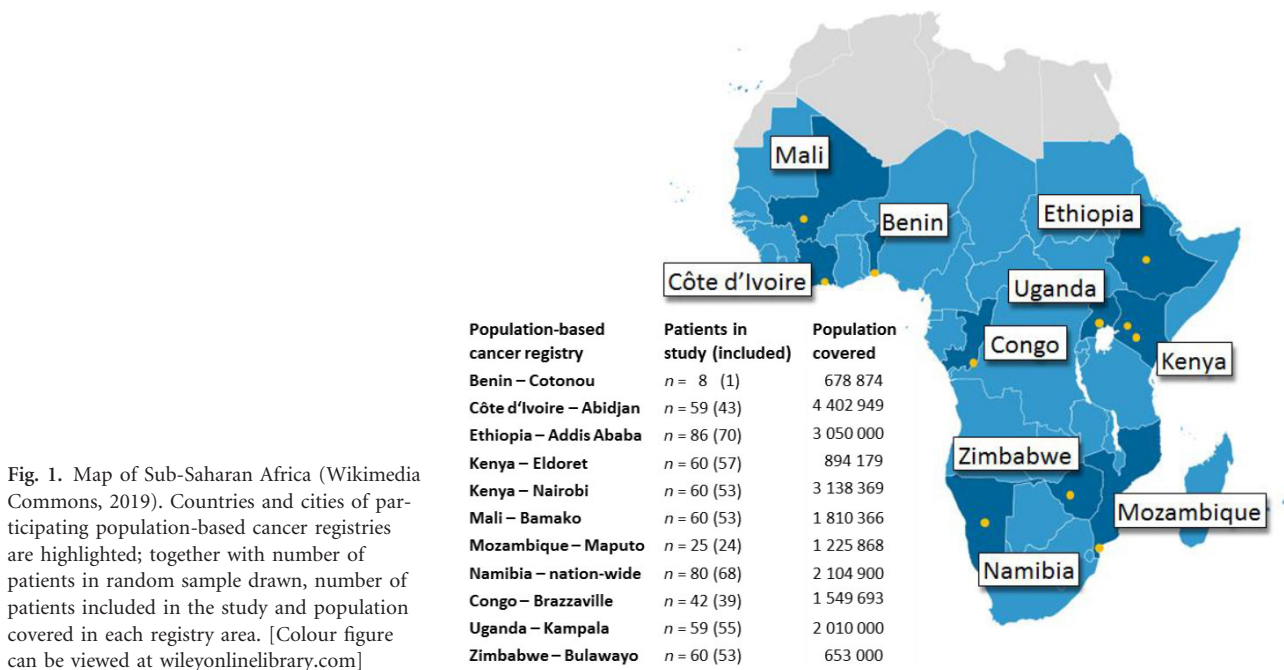 Mali
Benin
Ethiopia
Côte d'Ivoire
Uganda
Congo
Kenya
Zimbabwe
Mozambique
Namibia
Population-based Patients in Population
cancer registry study (included) covered
Benin – Cotonou n = 8 (1) 678 874
Côte d'Ivoire – Abidjan n = 59 (43) 4 402 949
Ethiopia – Addis Ababa n = 86 (70) 3 050 000
Kenya – Eldoret n = 60 (57) 894 179
Kenya – Nairobi n = 60 (53) 3 138 369
Mali – Bamako n = 60 (53) 1 810 366
Mozambique – Maputo n = 25 (24) 1 225 868
Namibia – nation-wide n = 80 (68) 2 104 900
Congo – Brazzaville n = 42 (39) 1 549 693
Uganda – Kampala n = 59 (55) 2 010 000
Zimbabwe – Bulawayo n = 60 (53) 653 000
Fig. 1. Map of Sub-Saharan Africa (Wikimedia
Commons, 2019). Countries and cities of par-
ticipating population-based cancer registries
are highlighted; together with number of
patients in random sample drawn, number of
patients included in the study and population
covered in each registry area. [Colour figure
can be viewed at wileyonlinelibrary.com]